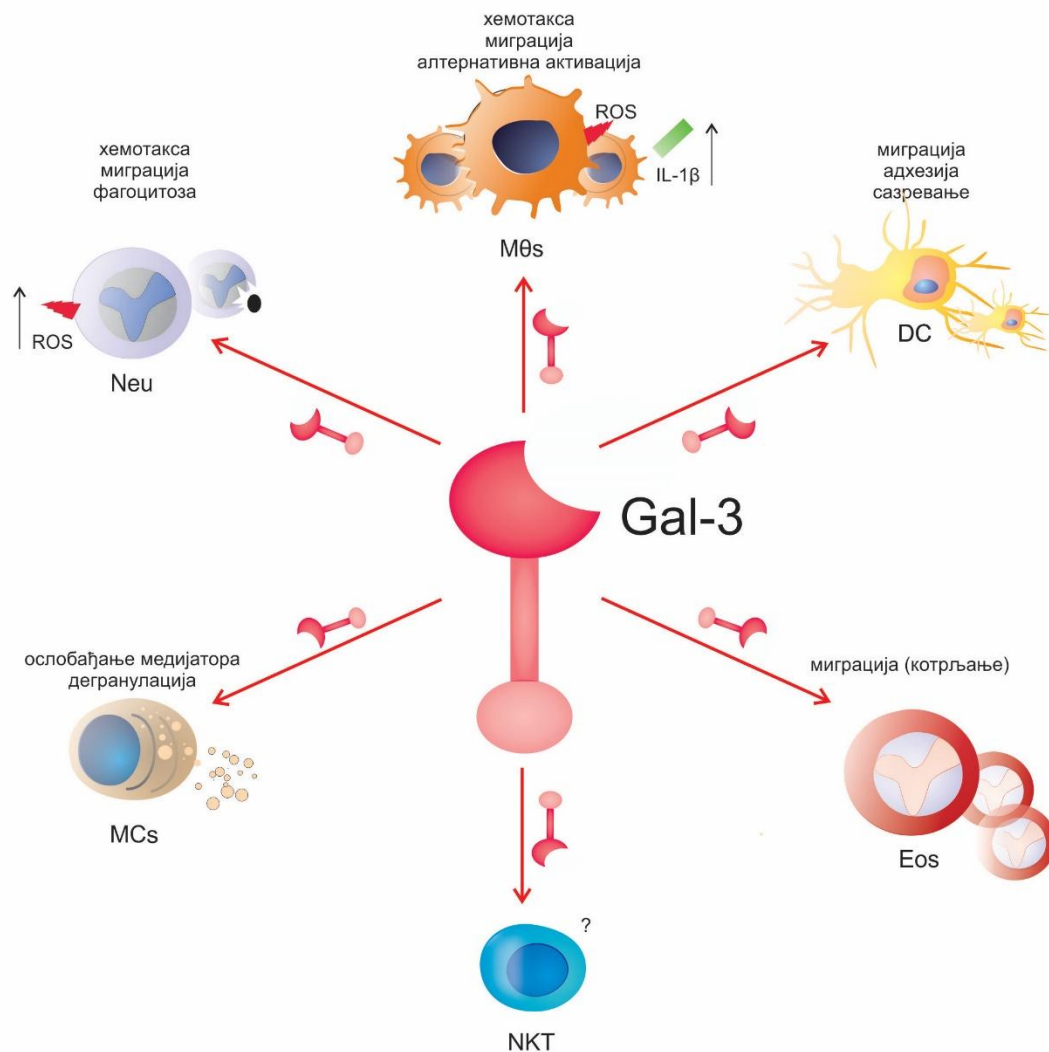 хемотакса
миграција
алтернативна активација
ROS
IL-1β
Mθs
хемотакса
миграција
фагоцитоза
ROS
Neu
миграција
адхезија
сазревање
DC
Gal-3
ослобађање медијатора
дегранулација
MCs
миграција (котрљање)
Eos
?
NKT